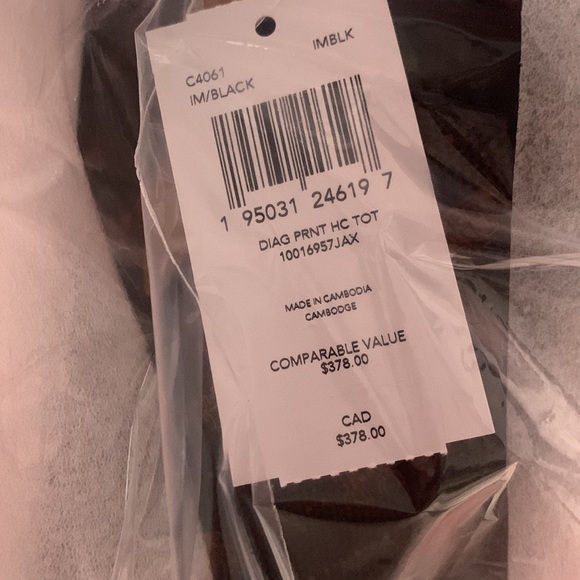 IMBLK
C4061
IM/BLACK
1 95031 24619 7
DIAG PRNT HC TOT
10016957JAX
MADE IN CAMBODIA
CAMBODGE
COMPARABLE VALUE
$378.00
CAD
$378.00